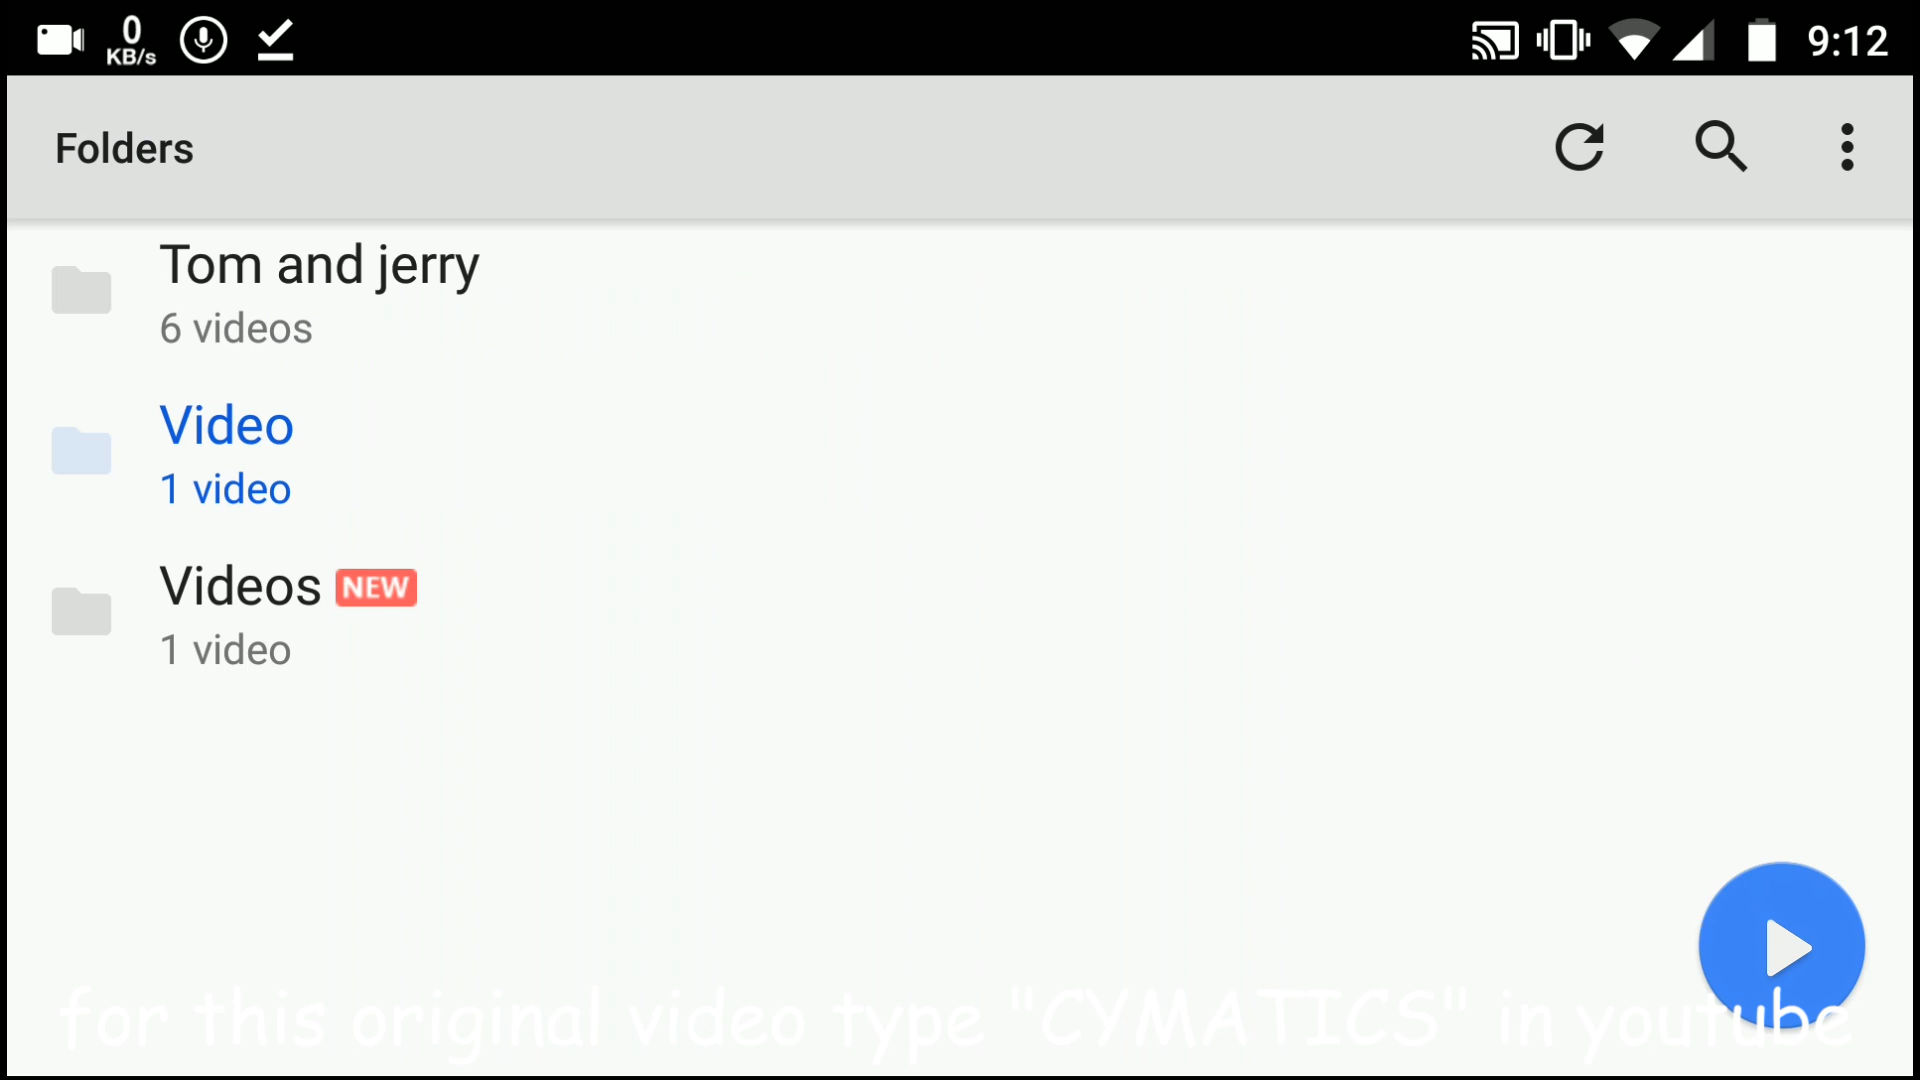 0
KB/s
9:12
Folders
Tom and jerry
6 videos
Video
1 video
Videos NEW
1 video
for this original video type "CYMATICS" in youtube